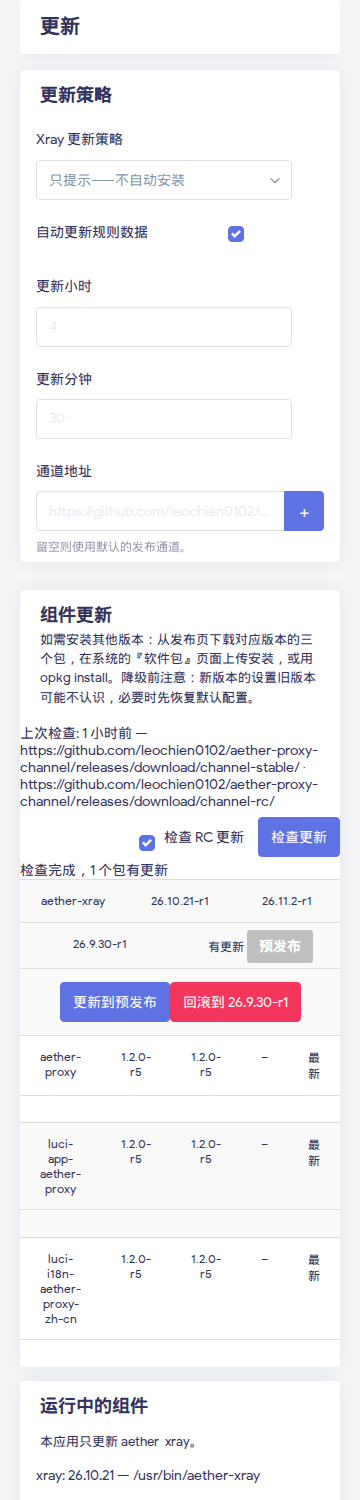 更新
更新策略
Xray 更新策略
只提示——不自动安装
自动更新规则数据
更新小时
4
更新分钟
30
通道地址
https://github.com/leochien0102/...
+
留空则使用默认的发布通道。
组件更新
如需安装其他版本：从发布页下载对应版本的三
个包，在系统的『软件包』页面上传安装，或用
opkg install。降级前注意：新版本的设置旧版本
可能不认识，必要时先恢复默认配置。
上次检查: 1 小时前 —
https://github.com/leochien0102/aether-proxy-
channel/releases/download/channel-stable/ ·
https://github.com/leochien0102/aether-proxy-
channel/releases/download/channel-rc/
检查 RC 更新 检查更新
检查完成，1 个包有更新
aether-xray 26.10.21-r1 26.11.2-r1
26.9.30-r1 有更新 预发布
更新到预发布 回滚到 26.9.30-r1
aether- 1.2.0- 1.2.0- – 最
proxy r5 r5 新
luci- 1.2.0- 1.2.0- – 最
app- r5 r5 新
aether-
proxy
luci- 1.2.0- 1.2.0- – 最
i18n- r5 r5 新
aether-
proxy-
zh-cn
运行中的组件
本应用只更新 aether xray。
xray: 26.10.21 — /usr/bin/aether-xray